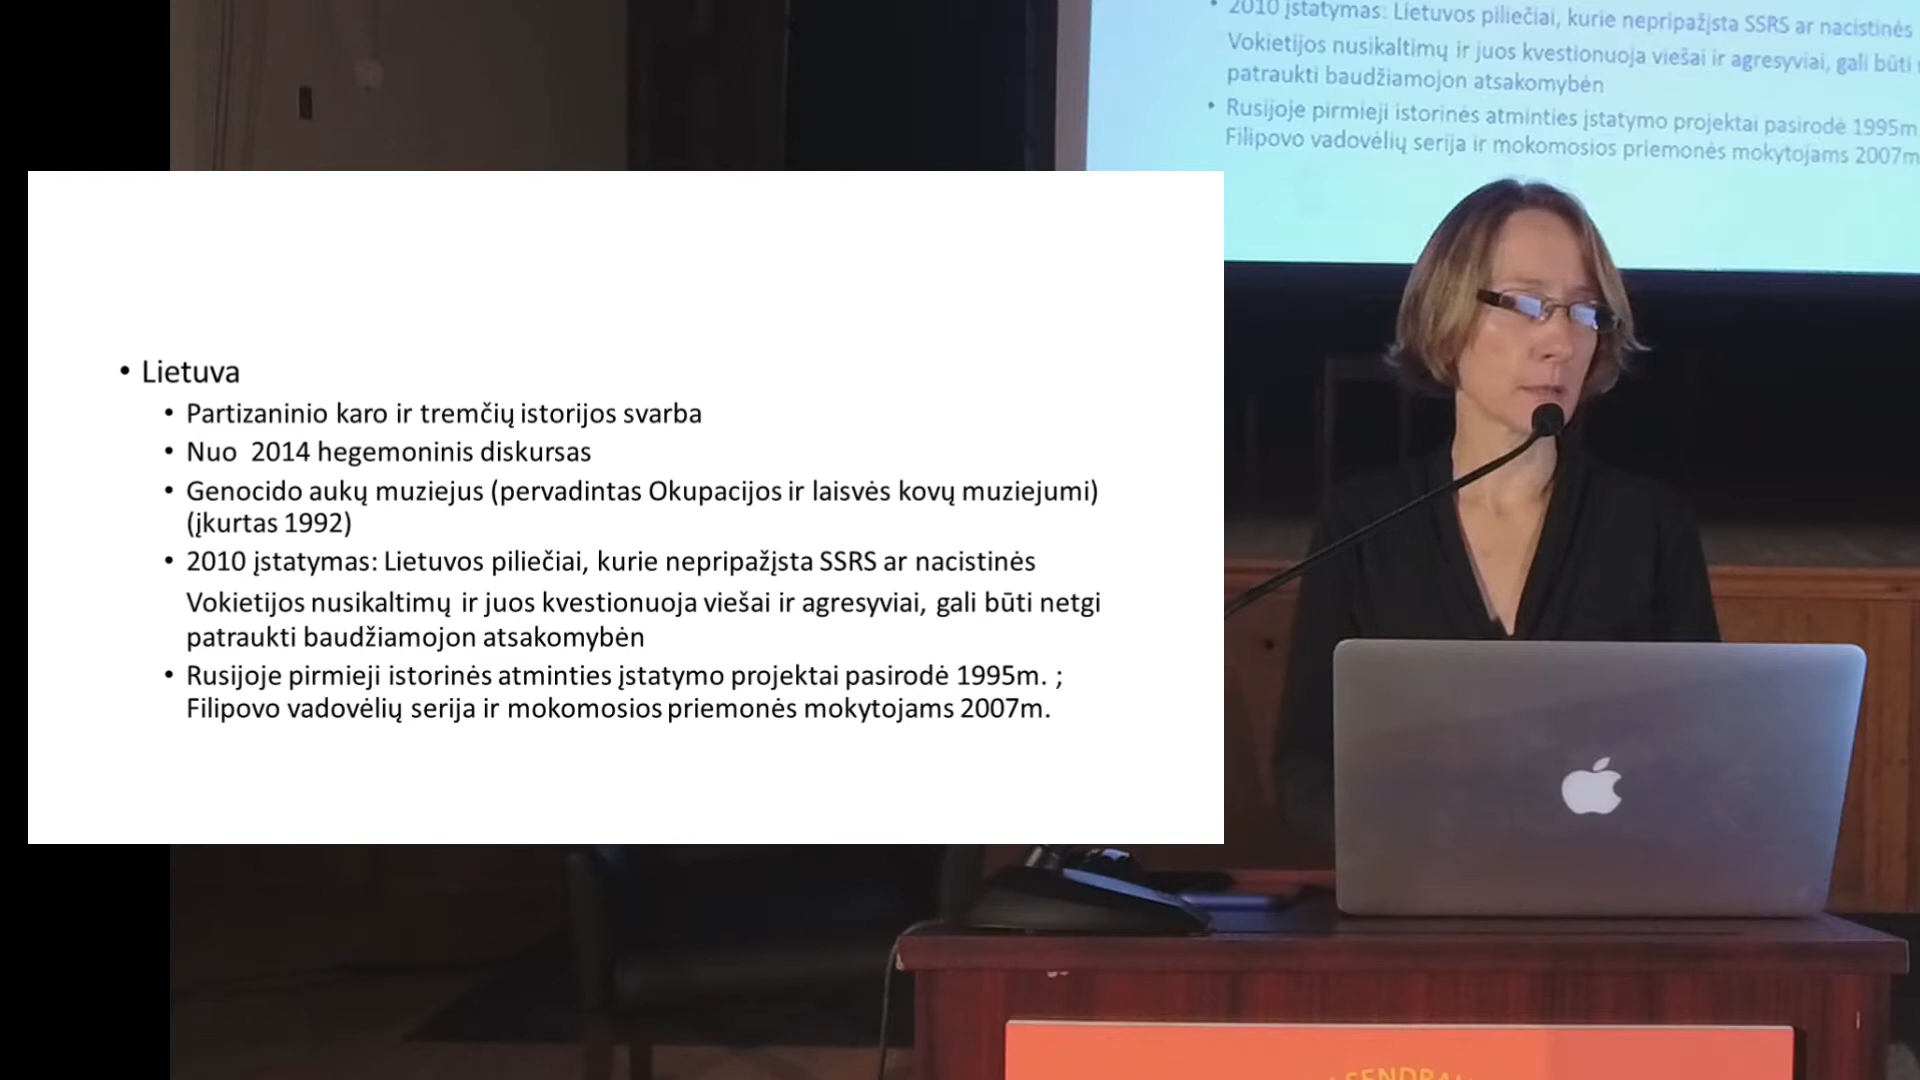 2010 įstatymas: Lietuvos piliečiai, kurie nepripažįsta SSRS ar nacistinės
Vokietijos nusikaltimų ir juos kvestionuoja viešai ir agresyviai, gali būti
patraukti baudžiamojon atsakomybėn
• Rusijoje pirmieji istorinės atminties įstatymo projektai pasirodė 1995m.
Filipovo vadovėlių serija ir mokomosios priemonės mokytojams 2007m
• Lietuva
• Partizaninio karo ir tremčių istorijos svarba
• Nuo 2014 hegemoninis diskursas
• Genocido aukų muziejus (pervadintas Okupacijos ir laisvės kovų muziejumi)
(įkurtas 1992)
• 2010 įstatymas: Lietuvos piliečiai, kurie nepripažįsta SSRS ar nacistinės
Vokietijos nusikaltimų ir juos kvestionuoja viešai ir agresyviai, gali būti netgi
patraukti baudžiamojon atsakomybėn
• Rusijoje pirmieji istorinės atminties įstatymo projektai pasirodė 1995m. ;
Filipovo vadovėlių serija ir mokomosios priemonės mokytojams 2007m.